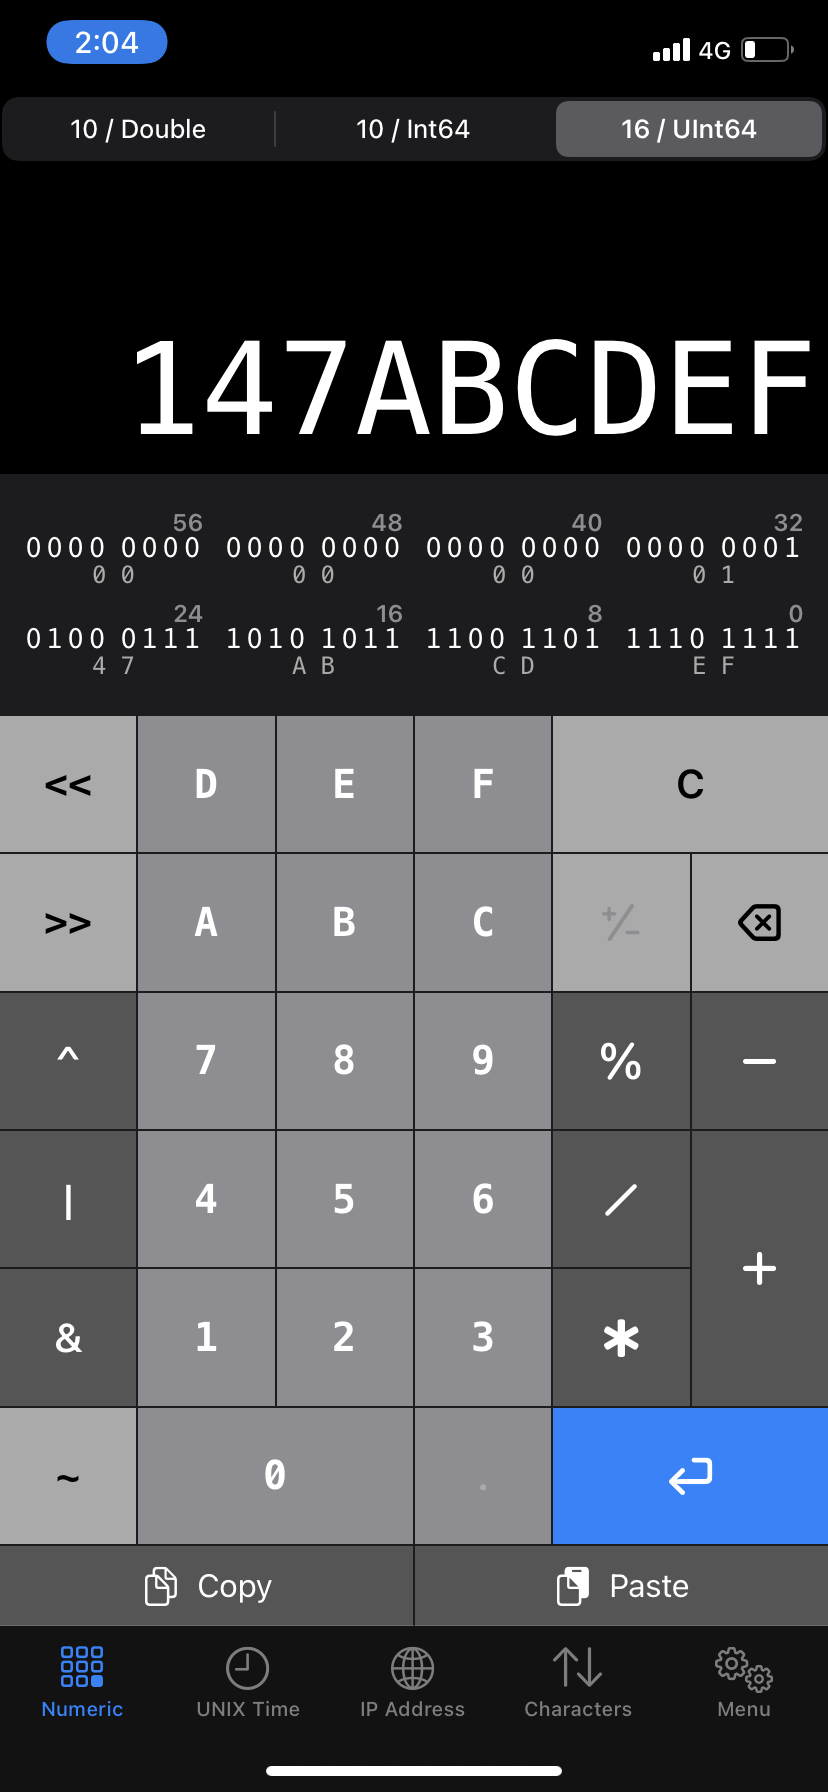 2:04 4G
10 / Double 10 / Int64 16 / UInt64
147ABCDEF
56 48 40 32
0000 0000 0000 0000 0000 0000 0000 0001
0 0 0 0 0 0 0 1
24 16 8 0
0100 0111 1010 1011 1100 1101 1110 1111
4 7 A B C D E F
<< D E F C
>> A B C +/-
^ 7 8 9 % −
| 4 5 6 /
+
& 1 2 3 *
~ 0 .
Copy Paste
Numeric UNIX Time IP Address Characters Menu